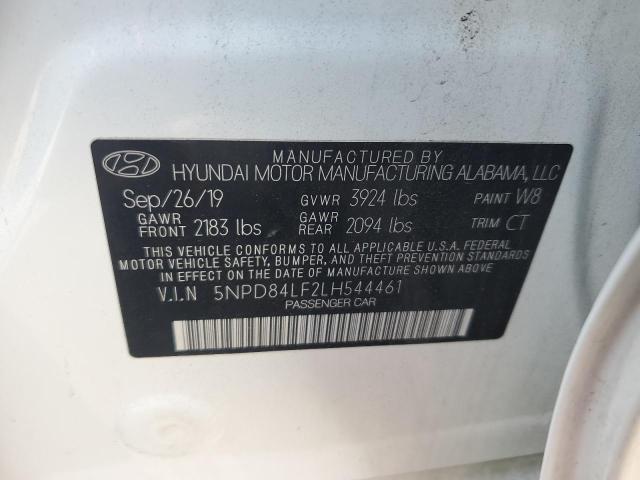 MANUFACTURED BY
HYUNDAI MOTOR MANUFACTURING ALABAMA, LLC
Sep/26/19 GVWR 3924 lbs PAINT W8
GAWR FRONT 2183 lbs GAWR REAR 2094 lbs TRIM CT
THIS VEHICLE CONFORMS TO ALL APPLICABLE U.S.A. FEDERAL
MOTOR VEHICLE SAFETY, BUMPER, AND THEFT PREVENTION STANDARDS
IN EFFECT ON THE DATE OF MANUFACTURE SHOWN ABOVE.
V.I.N 5NPD84LF2LH544461
PASSENGER CAR